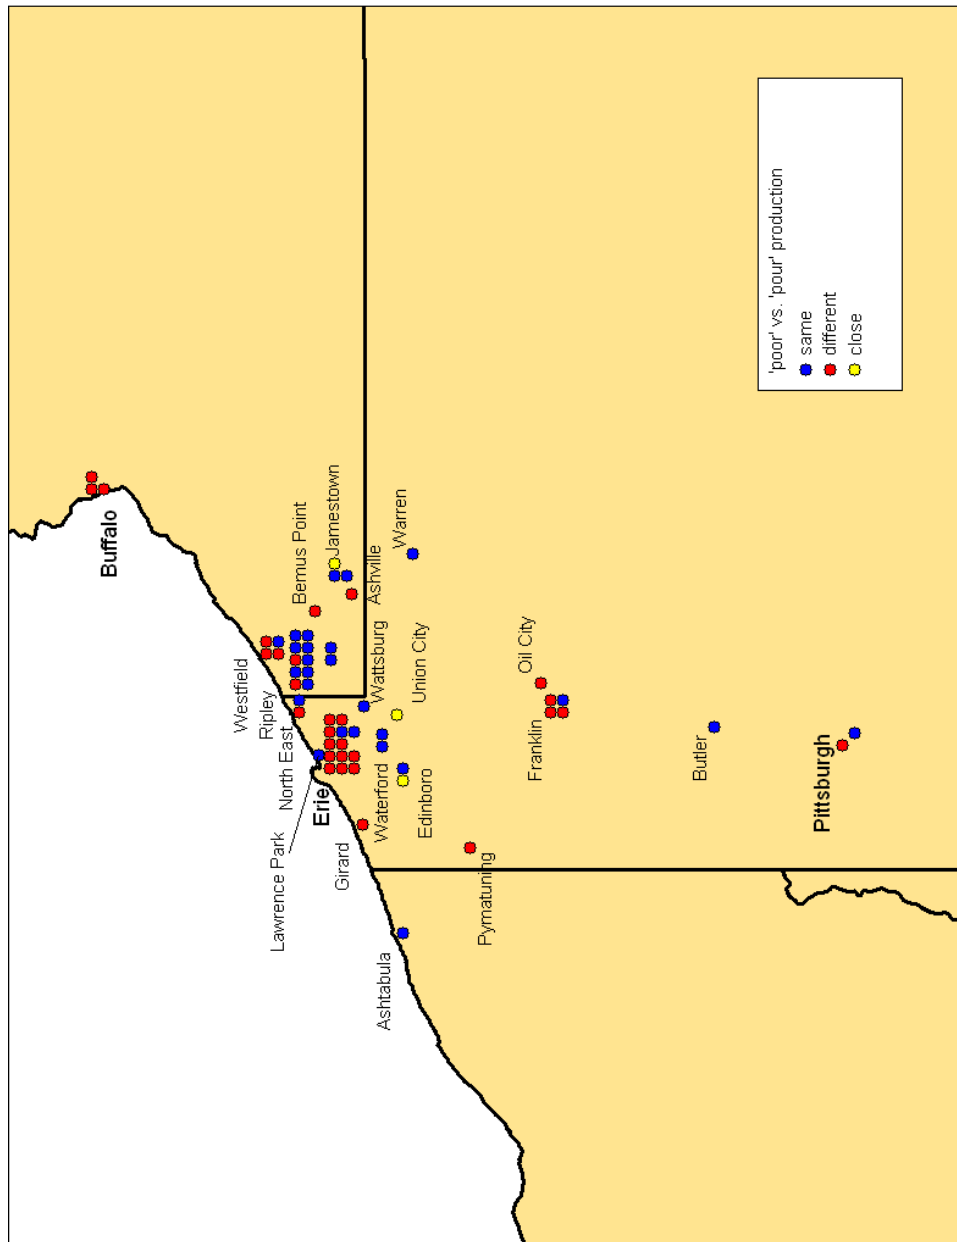 Buffalo
Westfield
Ripley
North East
Lawrence Park
Erie
Girard
Ashtabula
Bemus Point
Jamestown
Ashville
Warren
Wattsburg
Union City
Waterford
Edinboro
Pymatuning
Oil City
Franklin
Butler
Pittsburgh
'poor' vs. 'pour' production
same
different
close